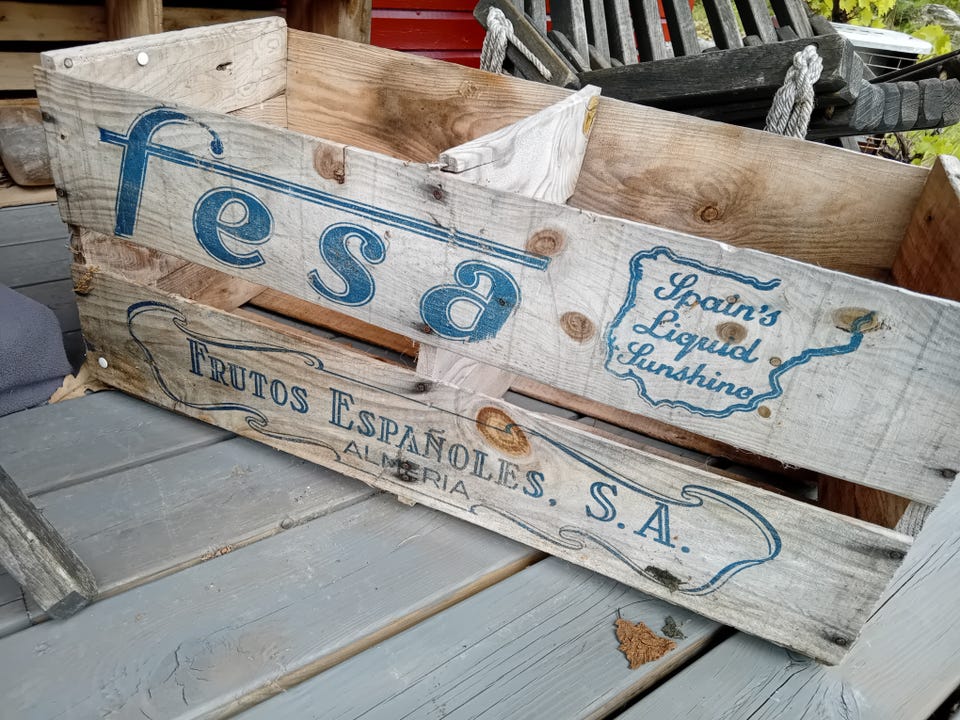 fesa
Spain's
Liquid
Sunshine
FRUTOS ESPAÑOLES, S.A.
ALMERIA